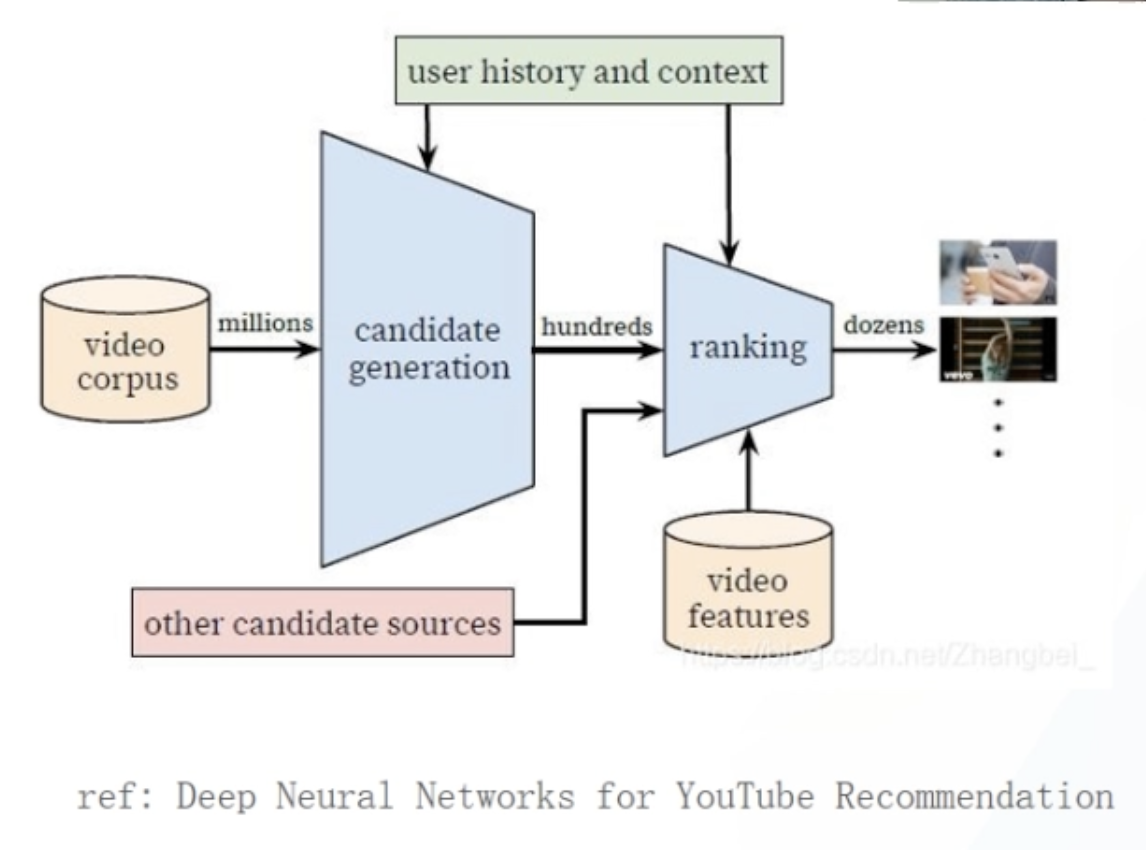 user history and context
millions
video
corpus
candidate
generation
hundreds
ranking
dozens
vevo
other candidate sources
video
features
https://blog.csdn.net/Zhangbei_
ref: Deep Neural Networks for YouTube Recommendation